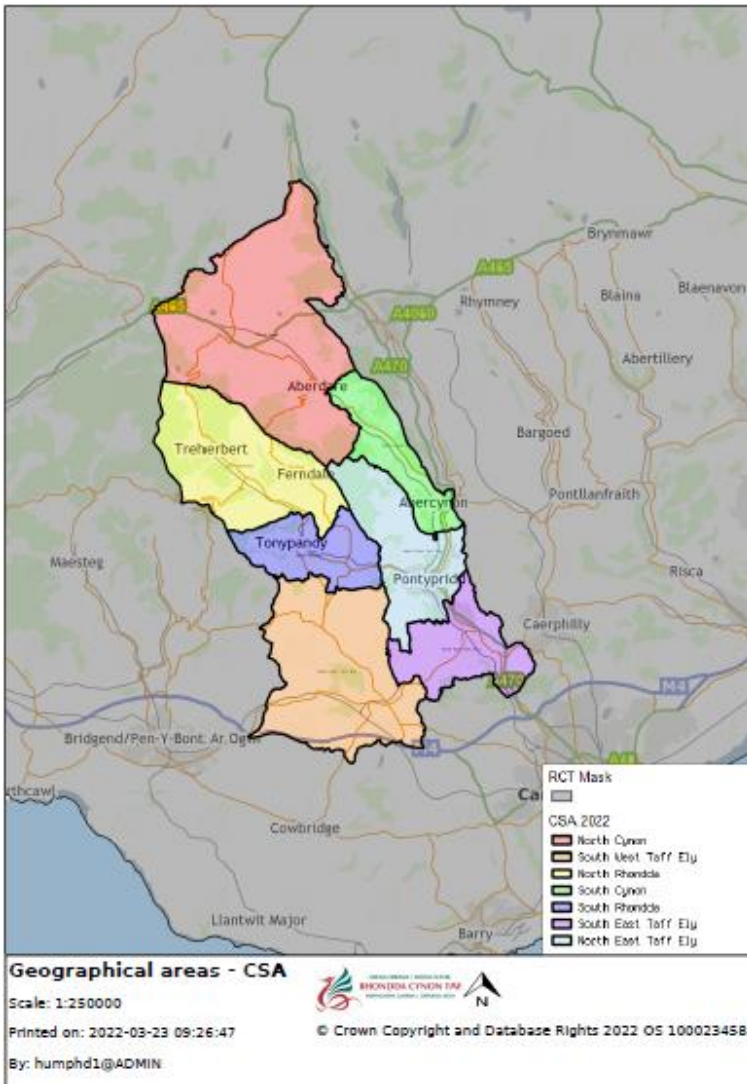 Brynmawr
A465
A465
Rhymney
Blaina
Blaenavon
A4060
A470
Abertillery
Aberdare
Bargoed
Treherbert
Ferndale
Abercynon
Pontllanfraith
Maesteg
Tonypandy
Pontypridd
Risca
Caerphilly
A470
M4
Bridgend/Pen-Y-Bont. Ar Ogwr
M4
A48
rthcawl
Ca
Cowbridge
Llantwit Major
Barry
RCT Mask
CSA 2022
North Cynon
South West Taff Ely
North Rhondda
South Cynon
South Rhondda
South East Taff Ely
North East Taff Ely
Geographical areas - CSA
Scale: 1:250000
RHONDDA CYNON TAF
N
Printed on: 2022-03-23 09:26:47
© Crown Copyright and Database Rights 2022 OS 100023458
By: humphd1@ADMIN